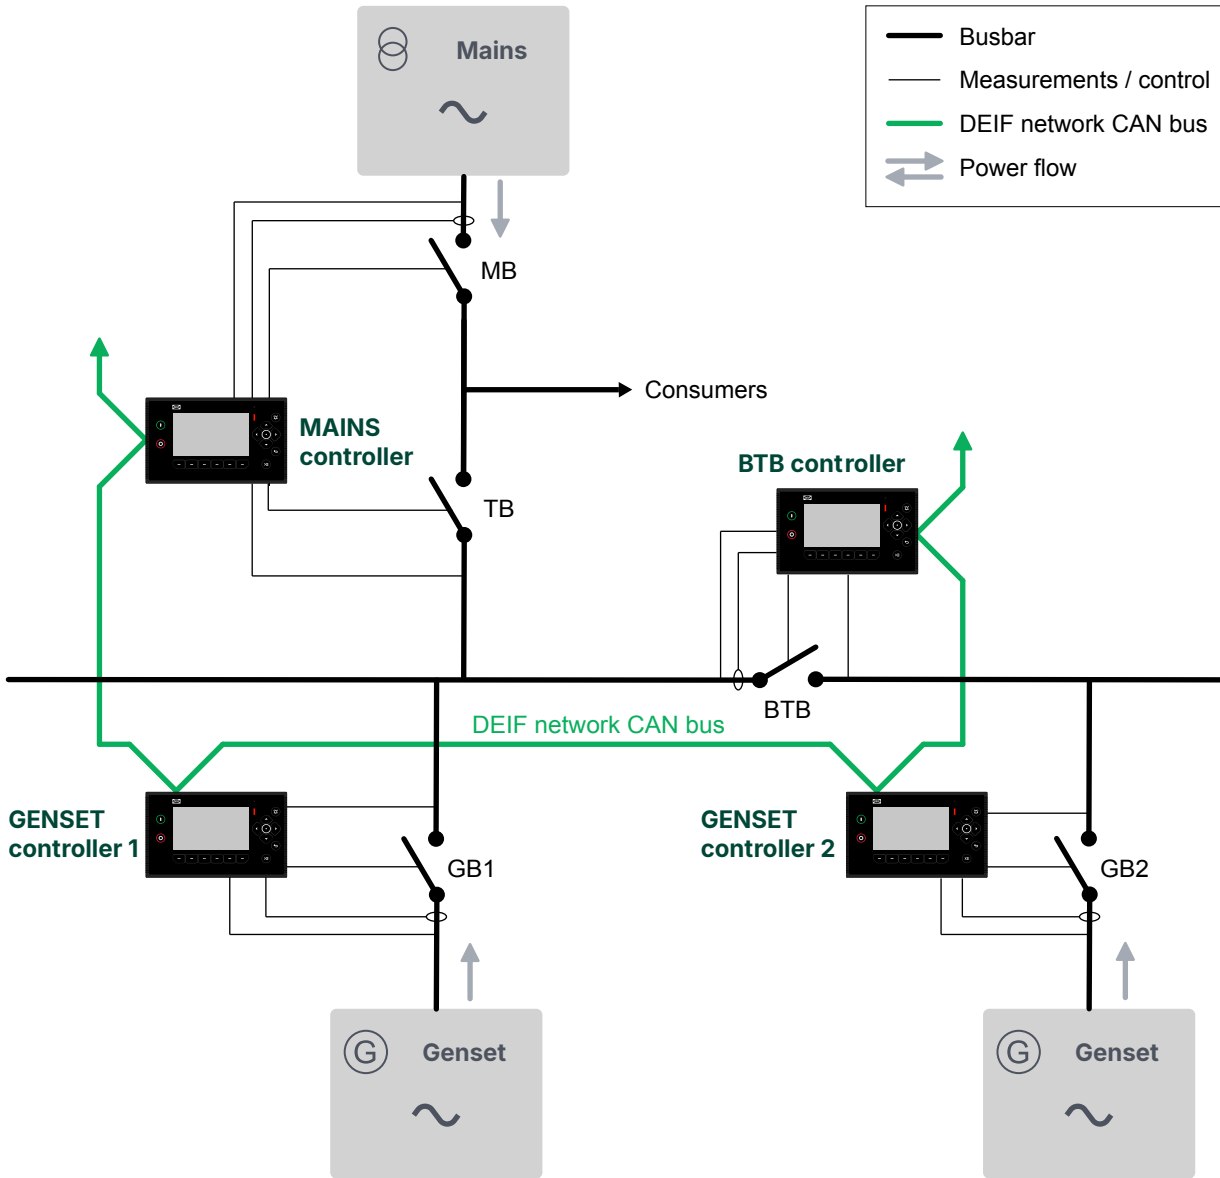 Mains
Busbar
Measurements / control
DEIF network CAN bus
Power flow
MB
Consumers
MAINS
controller
TB
BTB controller
BTB
DEIF network CAN bus
GENSET
controller 1
GB1
GENSET
controller 2
GB2
G Genset
G Genset